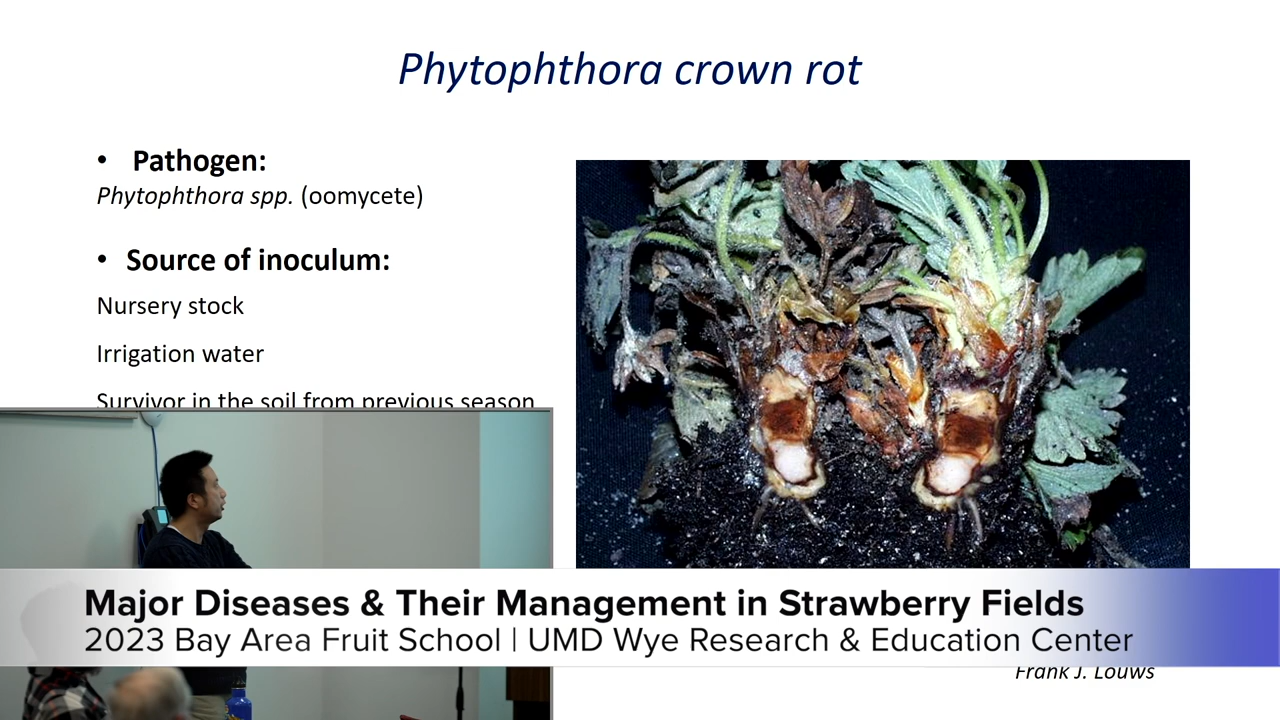 Phytophthora crown rot
• Pathogen:
Phytophthora spp. (oomycete)
• Source of inoculum:
Nursery stock
Irrigation water
Survivor in the soil from previous season
Major Diseases & Their Management in Strawberry Fields
2023 Bay Area Fruit School | UMD Wye Research & Education Center
Frank J. Louws